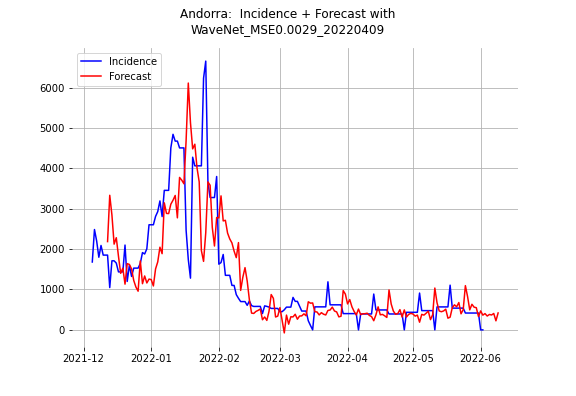 Andorra:  Incidence + Forecast with
WaveNet_MSE0.0029_20220409
Incidence
Forecast
6000
5000
4000
3000
2000
1000
0
2021-12 2022-01 2022-02 2022-03 2022-04 2022-05 2022-06